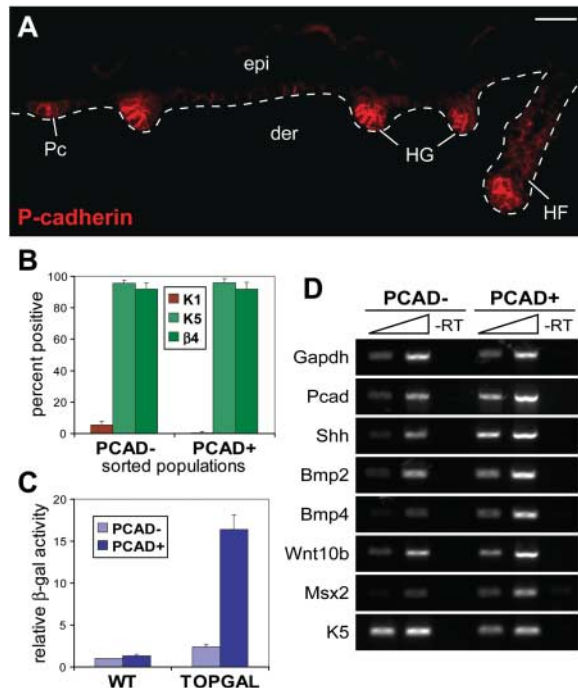 A
epi
der
Pc
HG
HF
P-cadherin
B
percent positive
100
80
60
40
20
0
K1
K5
β4
PCAD- PCAD+
sorted populations
C
relative β-gal activity
20
15
10
5
0
PCAD-
PCAD+
WT TOPGAL
D
PCAD- PCAD+
-RT -RT
Gapdh
Pcad
Shh
Bmp2
Bmp4
Wnt10b
Msx2
K5